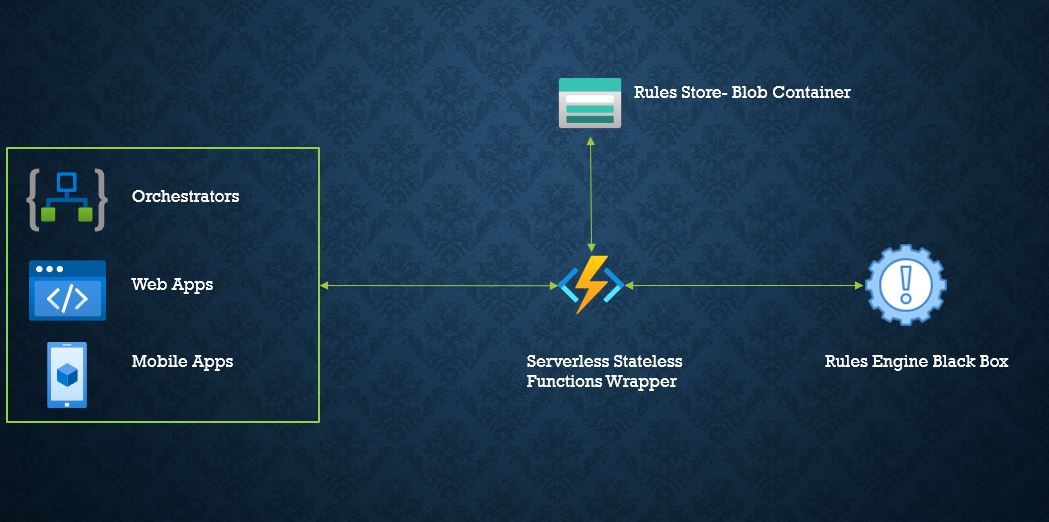 Rules Store- Blob Container
Orchestrators
Web Apps
Mobile Apps
Serverless Stateless
Functions Wrapper
Rules Engine Black Box